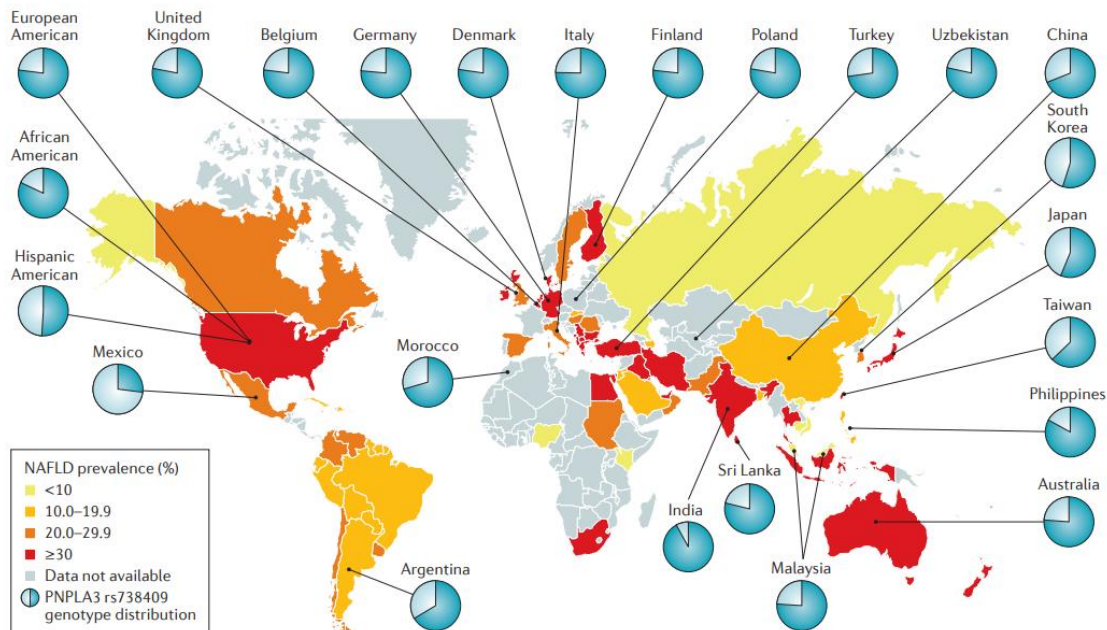 European
American
United
Kingdom
Belgium
Germany
Denmark
Italy
Finland
Poland
Turkey
Uzbekistan
China
African
American
South
Korea
Hispanic
American
Japan
Mexico
Morocco
Taiwan
Philippines
NAFLD prevalence (%)
<10
10.0–19.9
20.0–29.9
≥30
Data not available
PNPLA3 rs738409
genotype distribution
Sri Lanka
India
Australia
Argentina
Malaysia